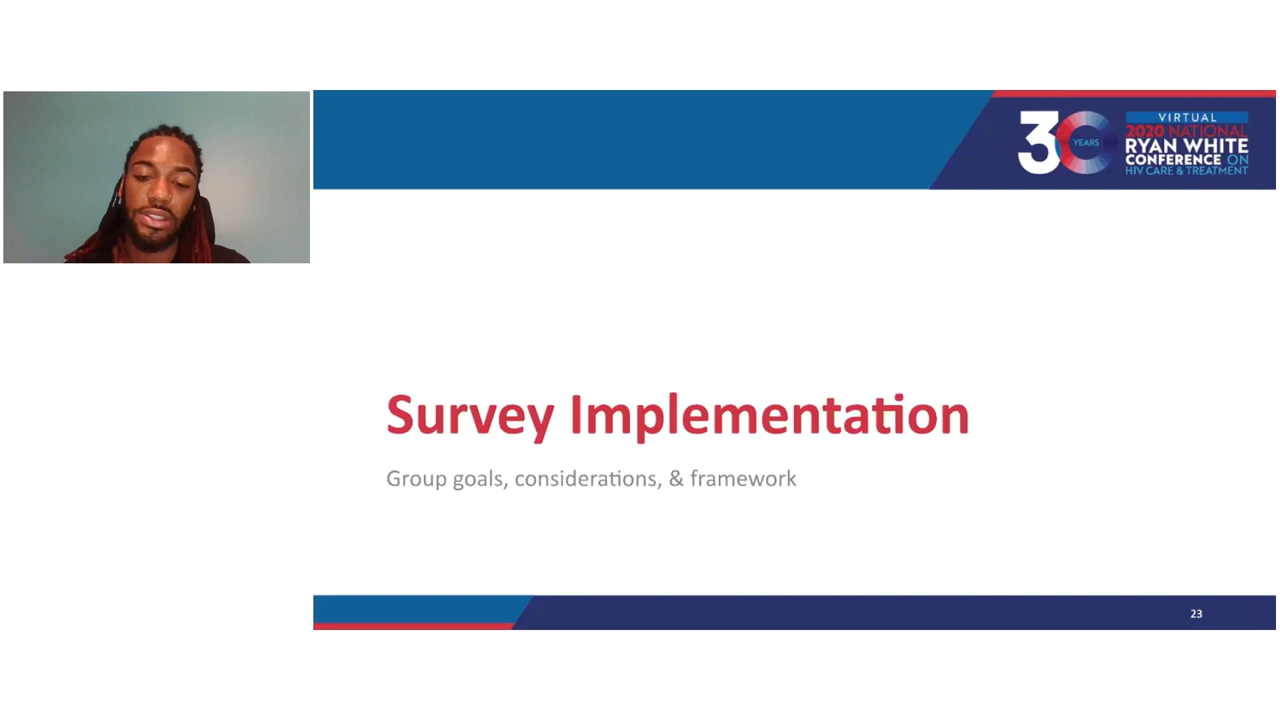 30
YEARS
VIRTUAL
2020 NATIONAL
RYAN WHITE
CONFERENCE ON
HIV CARE & TREATMENT
Survey Implementation
Group goals, considerations, & framework
23